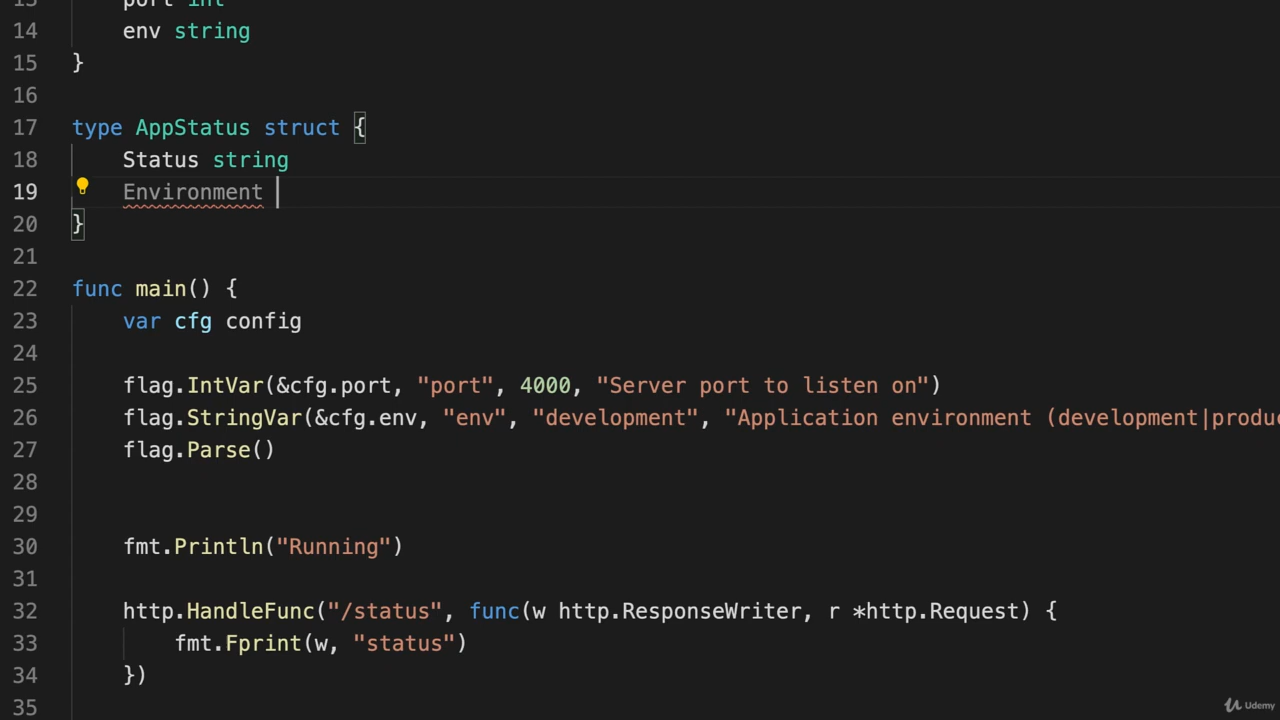 13 port int
14 env string
15 }
16
17 type AppStatus struct {
18 Status string
19 Environment
20 }
21
22 func main() {
23 var cfg config
24
25 flag.IntVar(&cfg.port, "port", 4000, "Server port to listen on")
26 flag.StringVar(&cfg.env, "env", "development", "Application environment (development|produ
27 flag.Parse()
28
29
30 fmt.Println("Running")
31
32 http.HandleFunc("/status", func(w http.ResponseWriter, r *http.Request) {
33 fmt.Fprint(w, "status")
34 })
35
Udemy